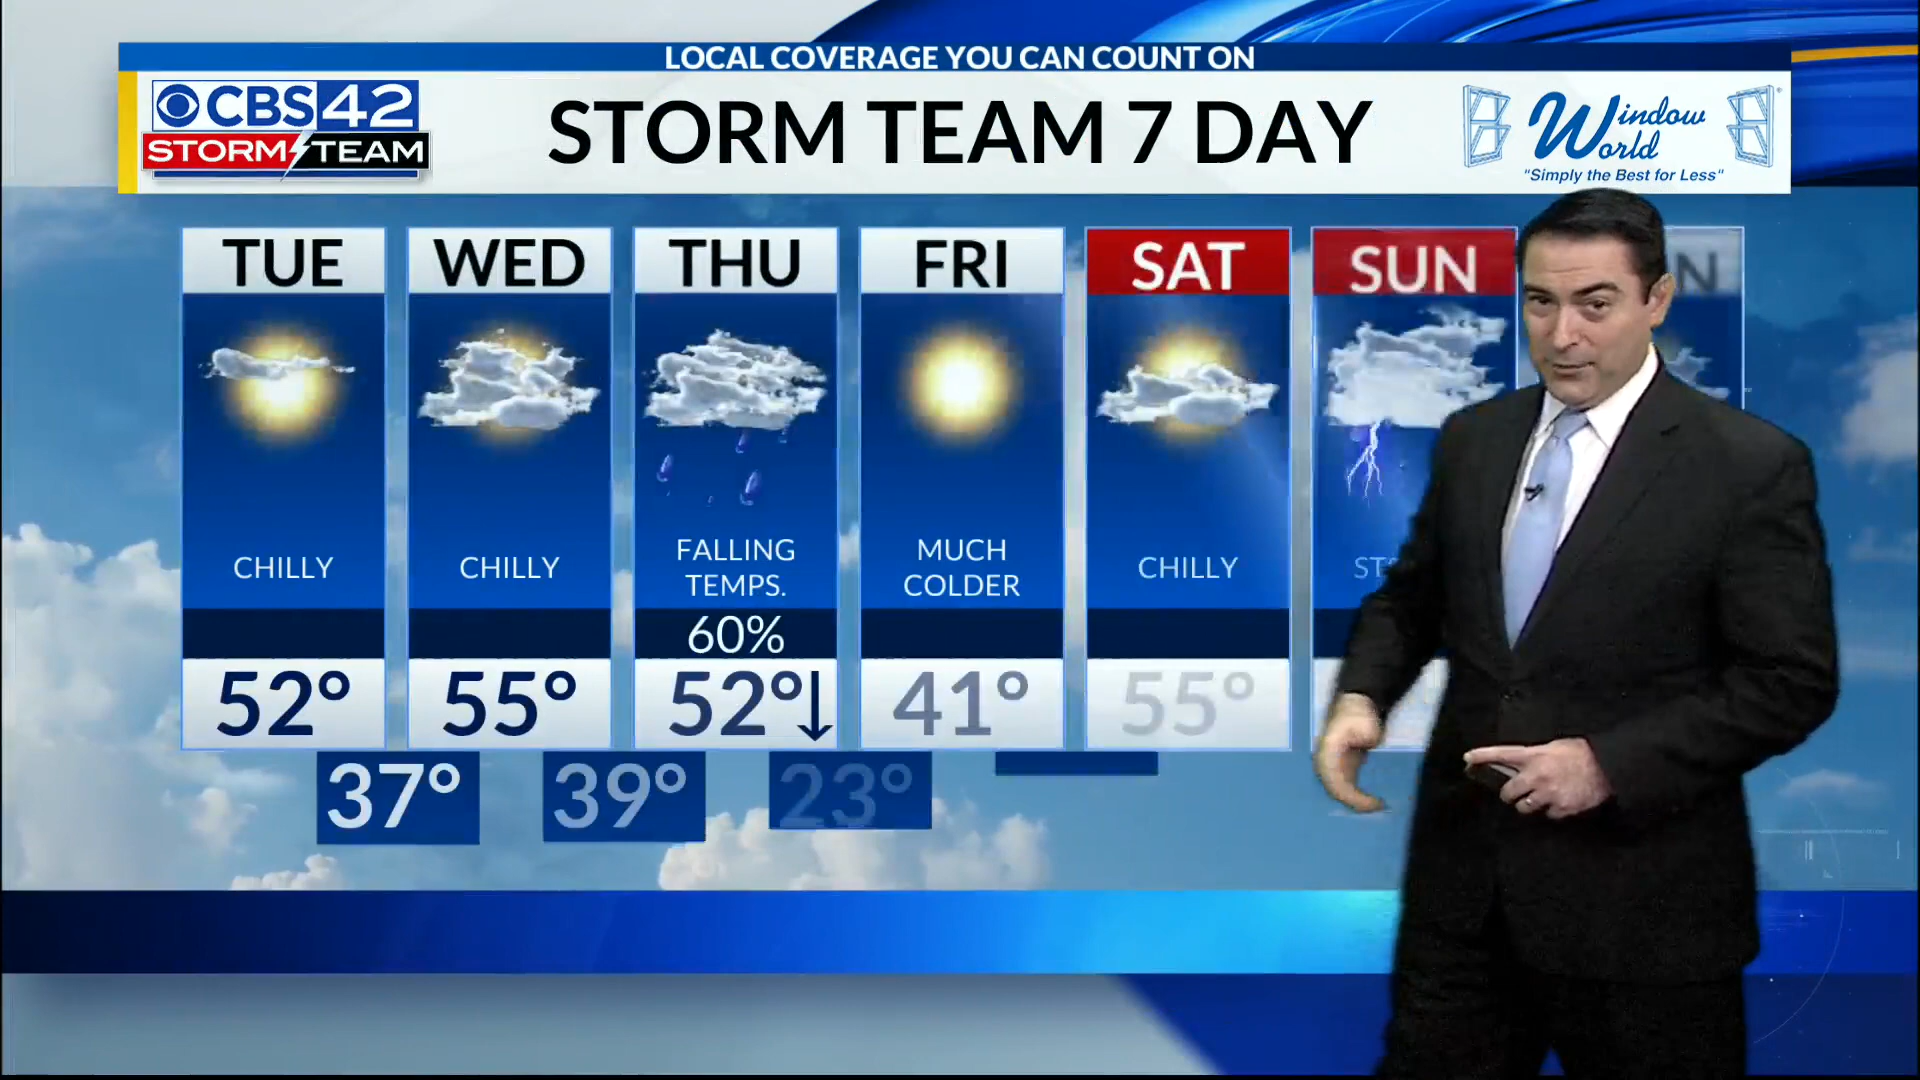 LOCAL COVERAGE YOU CAN COUNT ON
CBS 42
STORM TEAM
STORM TEAM 7 DAY
Window
World
"Simply the Best for Less"
TUE WED THU FRI SAT SUN
CHILLY CHILLY FALLING TEMPS. MUCH COLDER CHILLY
60%
52° 55° 52°↓ 41° 55°
37° 39° 23°